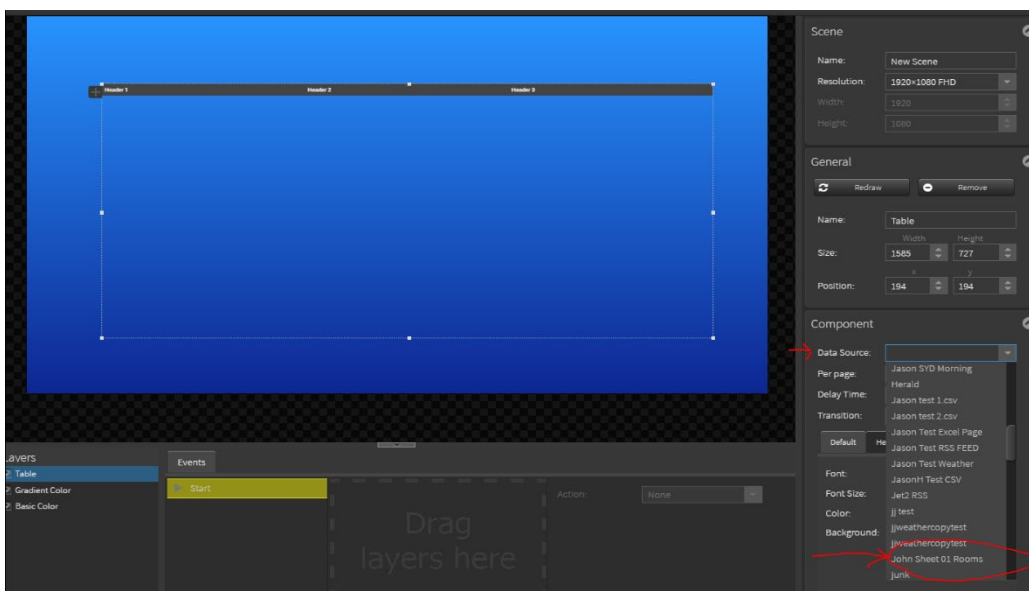 Header 1 Header 2 Header 3
Scene
Name: New Scene
Resolution: 1920×1080 FHD
Width: 1920
Height: 1080
General
Redraw Remove
Name: Table
Width Height
Size: 1585 727
x y
Position: 194 194
Component
Data Source:
Per page:
Delay Time:
Transition:
Default He
Font:
Font Size:
Color:
Background:
Jason SYD Morning
Herald
Jason test 1.csv
Jason test 2.csv
Jason Test Excel Page
Jason Test RSS FEED
Jason Test Weather
JasonH Test CSV
Jet2 RSS
jj test
jjweathercopytest
jjweathercopytest
John Sheet 01 Rooms
junk
Layers
Table
Gradient Color
Basic Color
Events
Start
Drag
layers here
Action: None